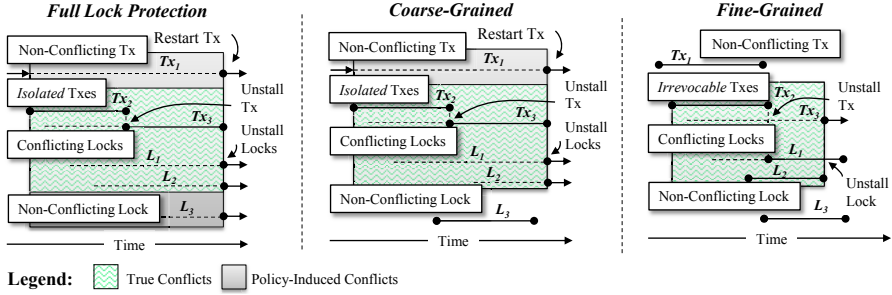 Full Lock Protection
Restart Tx
Non-Conflicting Tx
Tx1
Isolated Txes
Tx2
Unstall
Tx
Tx3
Conflicting Locks
Unstall
Locks
L1
L2
Non-Conflicting Lock
L3
Time
Coarse-Grained
Restart Tx
Non-Conflicting Tx
Tx1
Isolated Txes
Tx2
Unstall
Tx
Tx3
Conflicting Locks
Unstall
Locks
L1
L2
Non-Conflicting Lock
L3
Time
Fine-Grained
Non-Conflicting Tx
Tx1
Irrevocable Txes
Tx2
Unstall
Tx
Tx3
Conflicting Locks
L1
L2
Unstall
Lock
Non-Conflicting Lock
L3
Time
Legend: True Conflicts Policy-Induced Conflicts